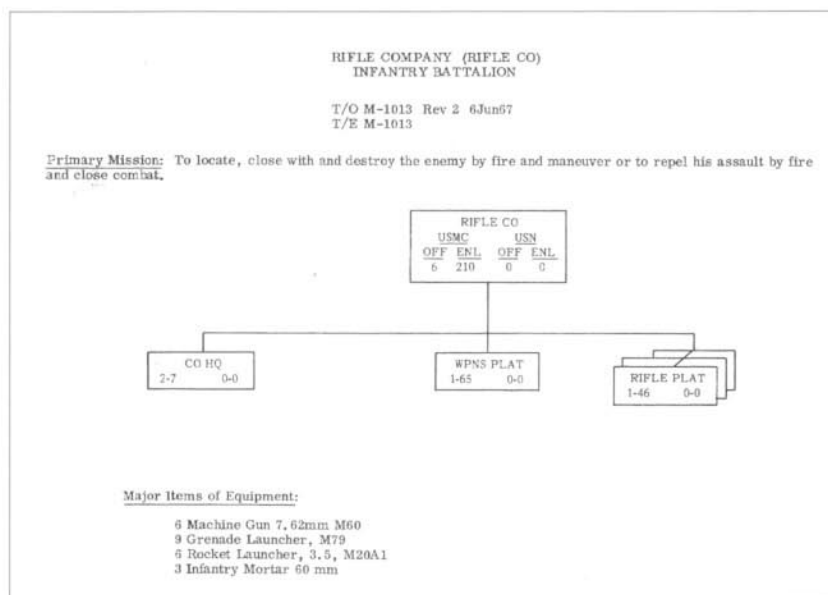 RIFLE COMPANY (RIFLE CO)
INFANTRY BATTALION
T/O M-1013 Rev 2 6Jun67
T/E M-1013
Primary Mission: To locate, close with and destroy the enemy by fire and maneuver or to repel his assault by fire
and close combat.
RIFLE CO
USMC USN
OFF ENL OFF ENL
6 210 0 0
CO HQ
2-7 0-0
WPNS PLAT
1-65 0-0
RIFLE PLAT
1-46 0-0
Major Items of Equipment:
6 Machine Gun 7.62mm M60
9 Grenade Launcher, M79
6 Rocket Launcher, 3.5, M20A1
3 Infantry Mortar 60 mm